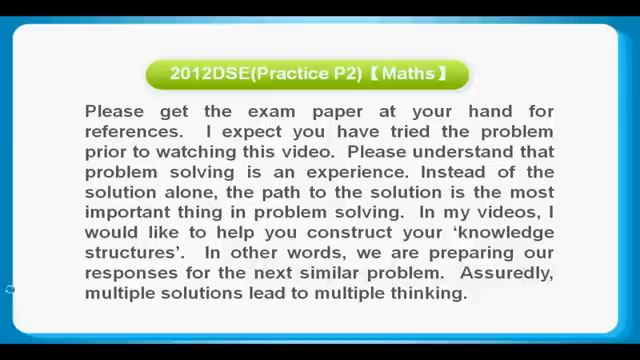 2012DSE(Practice P2)【Maths】
Please get the exam paper at your hand for
references. I expect you have tried the problem
prior to watching this video. Please understand that
problem solving is an experience. Instead of the
solution alone, the path to the solution is the most
important thing in problem solving. In my videos, I
would like to help you construct your ‘knowledge
structures’. In other words, we are preparing our
responses for the next similar problem. Assuredly,
multiple solutions lead to multiple thinking.